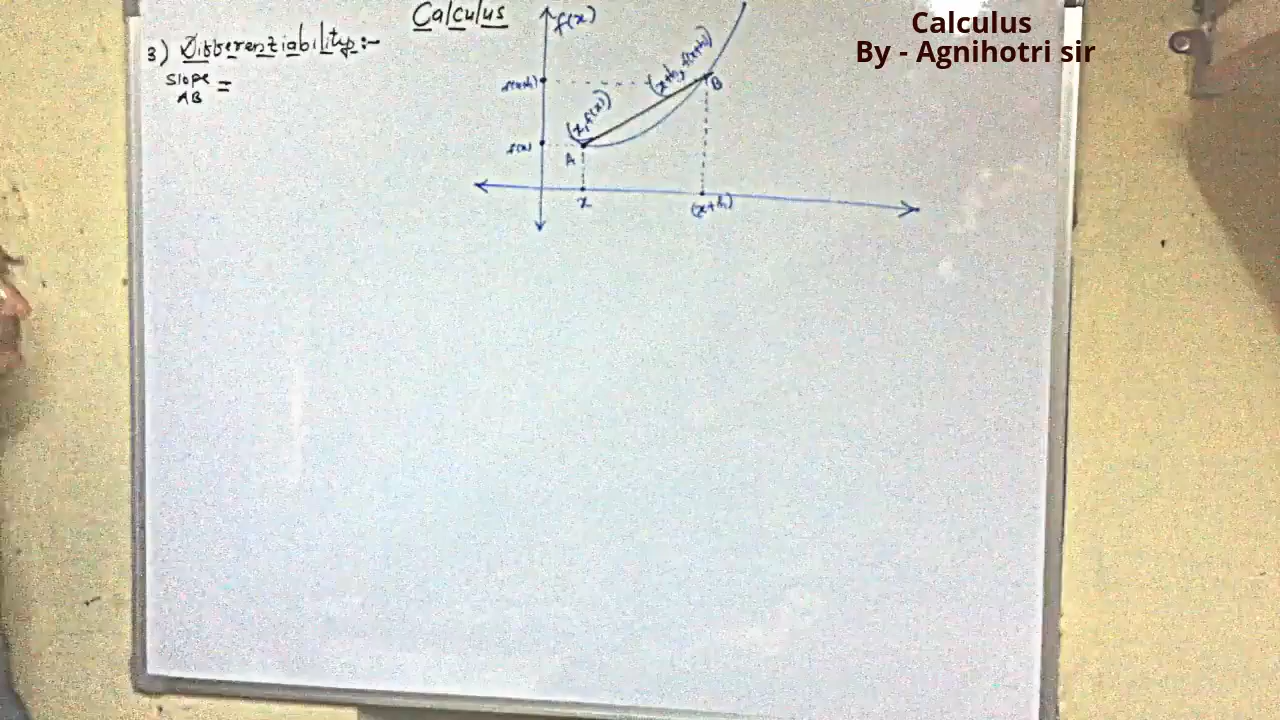 Calculus
Calculus
By - Agnihotri sir
3) Differentiability:-
Slope
AB =
f(x)
f(x+h)
(x+h, f(x+h))
B
(x, f(x))
f(x)
A
x
(x+h)